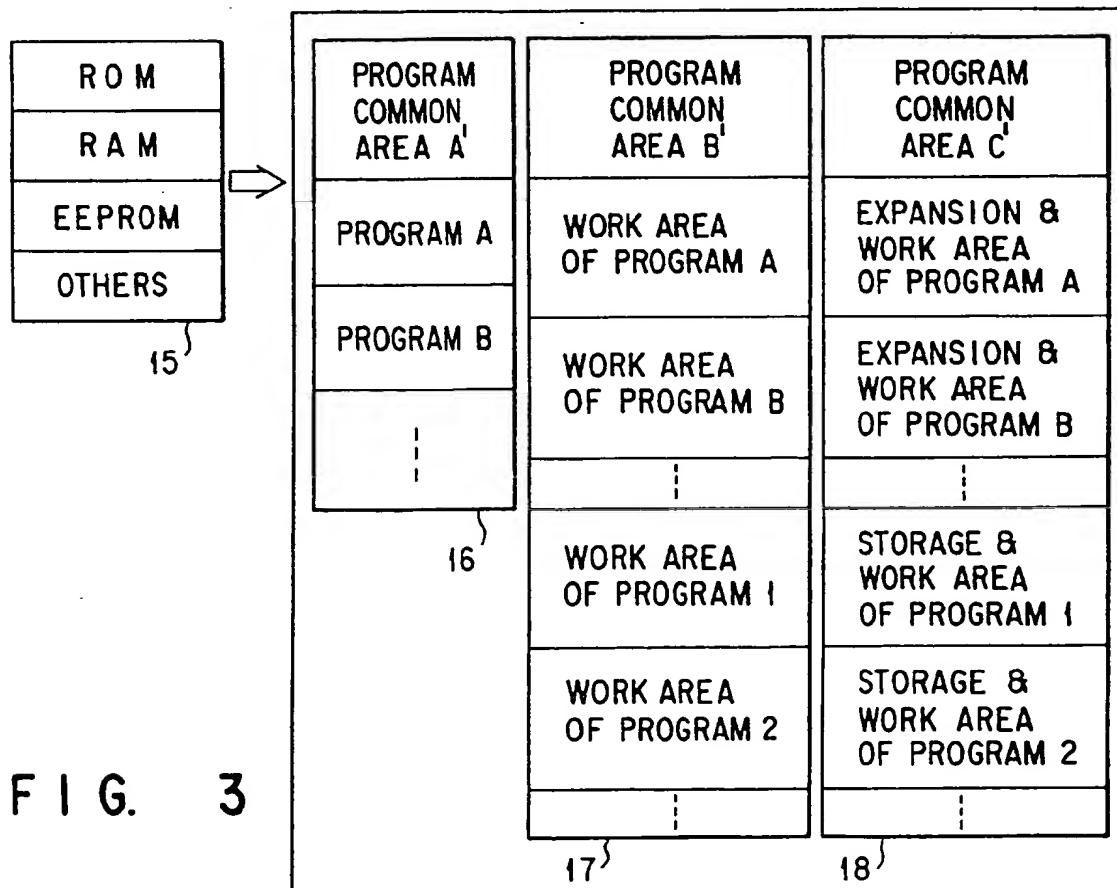 ROM
RAM
EEPROM
OTHERS
15
PROGRAM
COMMON
AREA A'
PROGRAM A
PROGRAM B
16
PROGRAM
COMMON
AREA B'
WORK AREA
OF PROGRAM A
WORK AREA
OF PROGRAM B
WORK AREA
OF PROGRAM 1
WORK AREA
OF PROGRAM 2
17
PROGRAM
COMMON
AREA C'
EXPANSION &
WORK AREA
OF PROGRAM A
EXPANSION &
WORK AREA
OF PROGRAM B
STORAGE &
WORK AREA
OF PROGRAM 1
STORAGE &
WORK AREA
OF PROGRAM 2
18
FIG. 3